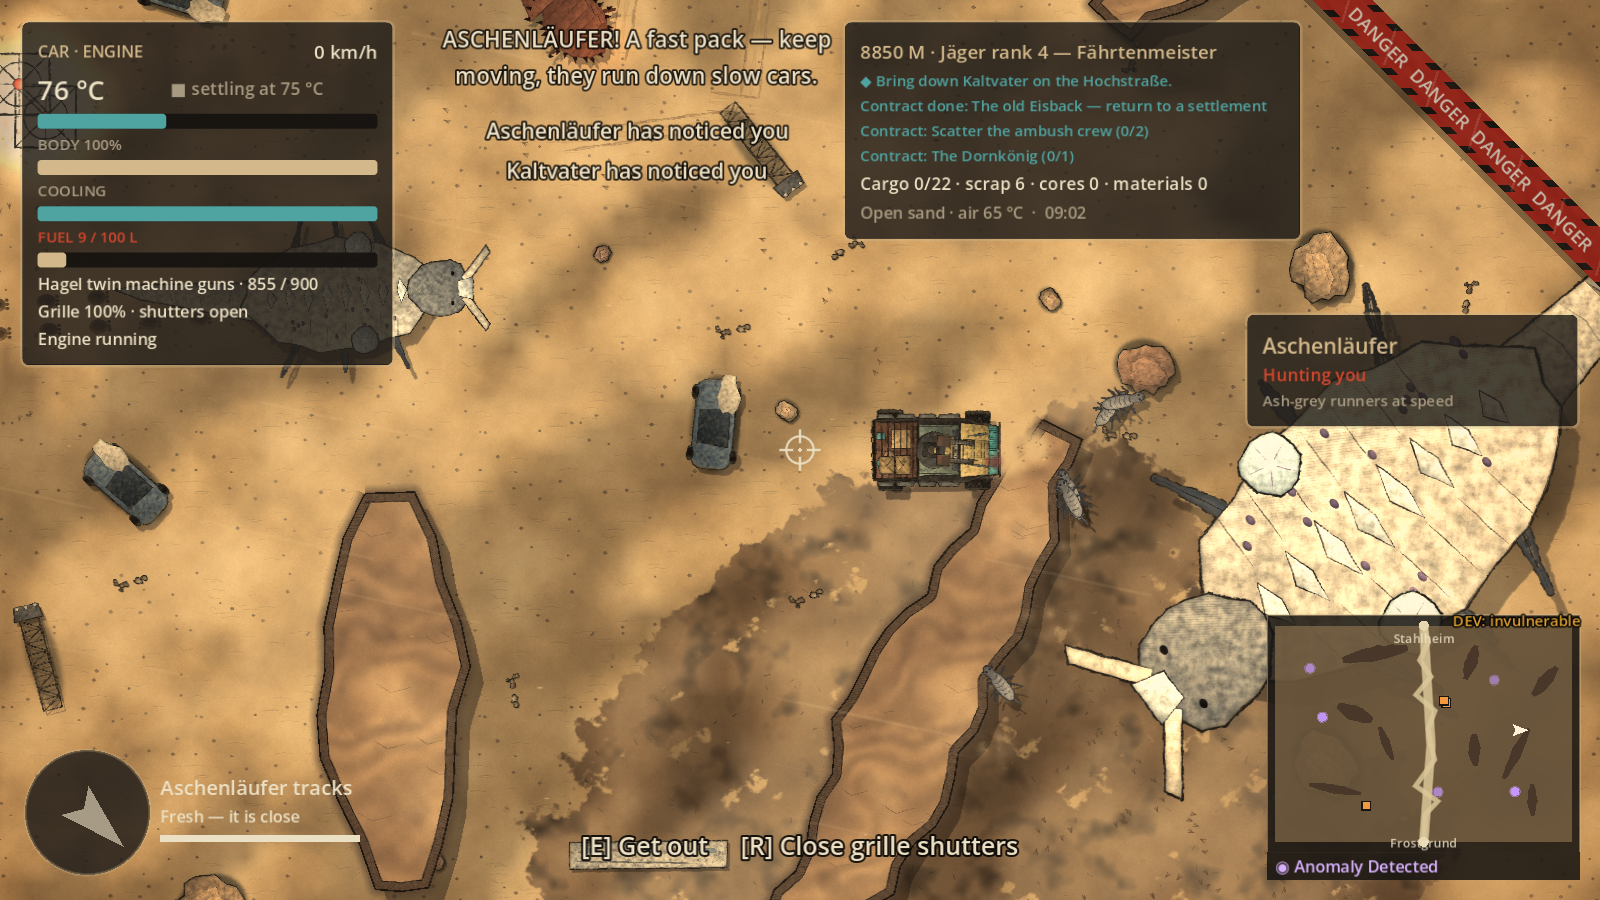 CAR · ENGINE
0 km/h
76 °C
settling at 75 °C
BODY 100%
COOLING
FUEL 9 / 100 L
Hagel twin machine guns · 855 / 900
Grille 100% · shutters open
Engine running
ASCHENLÄUFER! A fast pack — keep
moving, they run down slow cars.
Aschenläufer has noticed you
Kaltvater has noticed you
8850 M · Jäger rank 4 — Fährtenmeister
◆ Bring down Kaltvater on the Hochstraße.
Contract done: The old Eisback — return to a settlement
Contract: Scatter the ambush crew (0/2)
Contract: The Dornkönig (0/1)
Cargo 0/22 · scrap 6 · cores 0 · materials 0
Open sand · air 65 °C · 09:02
DANGER DANGER DANGER DANGER
Aschenläufer
Hunting you
Ash-grey runners at speed
Aschenläufer tracks
Fresh — it is close
[E] Get out [R] Close grille shutters
DEV: invulnerable
Stahlheim
Frostgrund
◉ Anomaly Detected